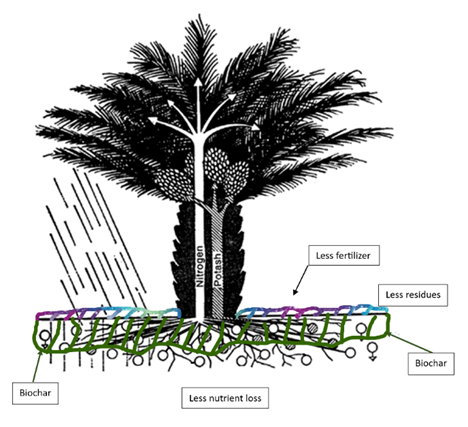 Nitrogen
Potash
Less fertilizer
Less residues
Biochar
Biochar
Less nutrient loss